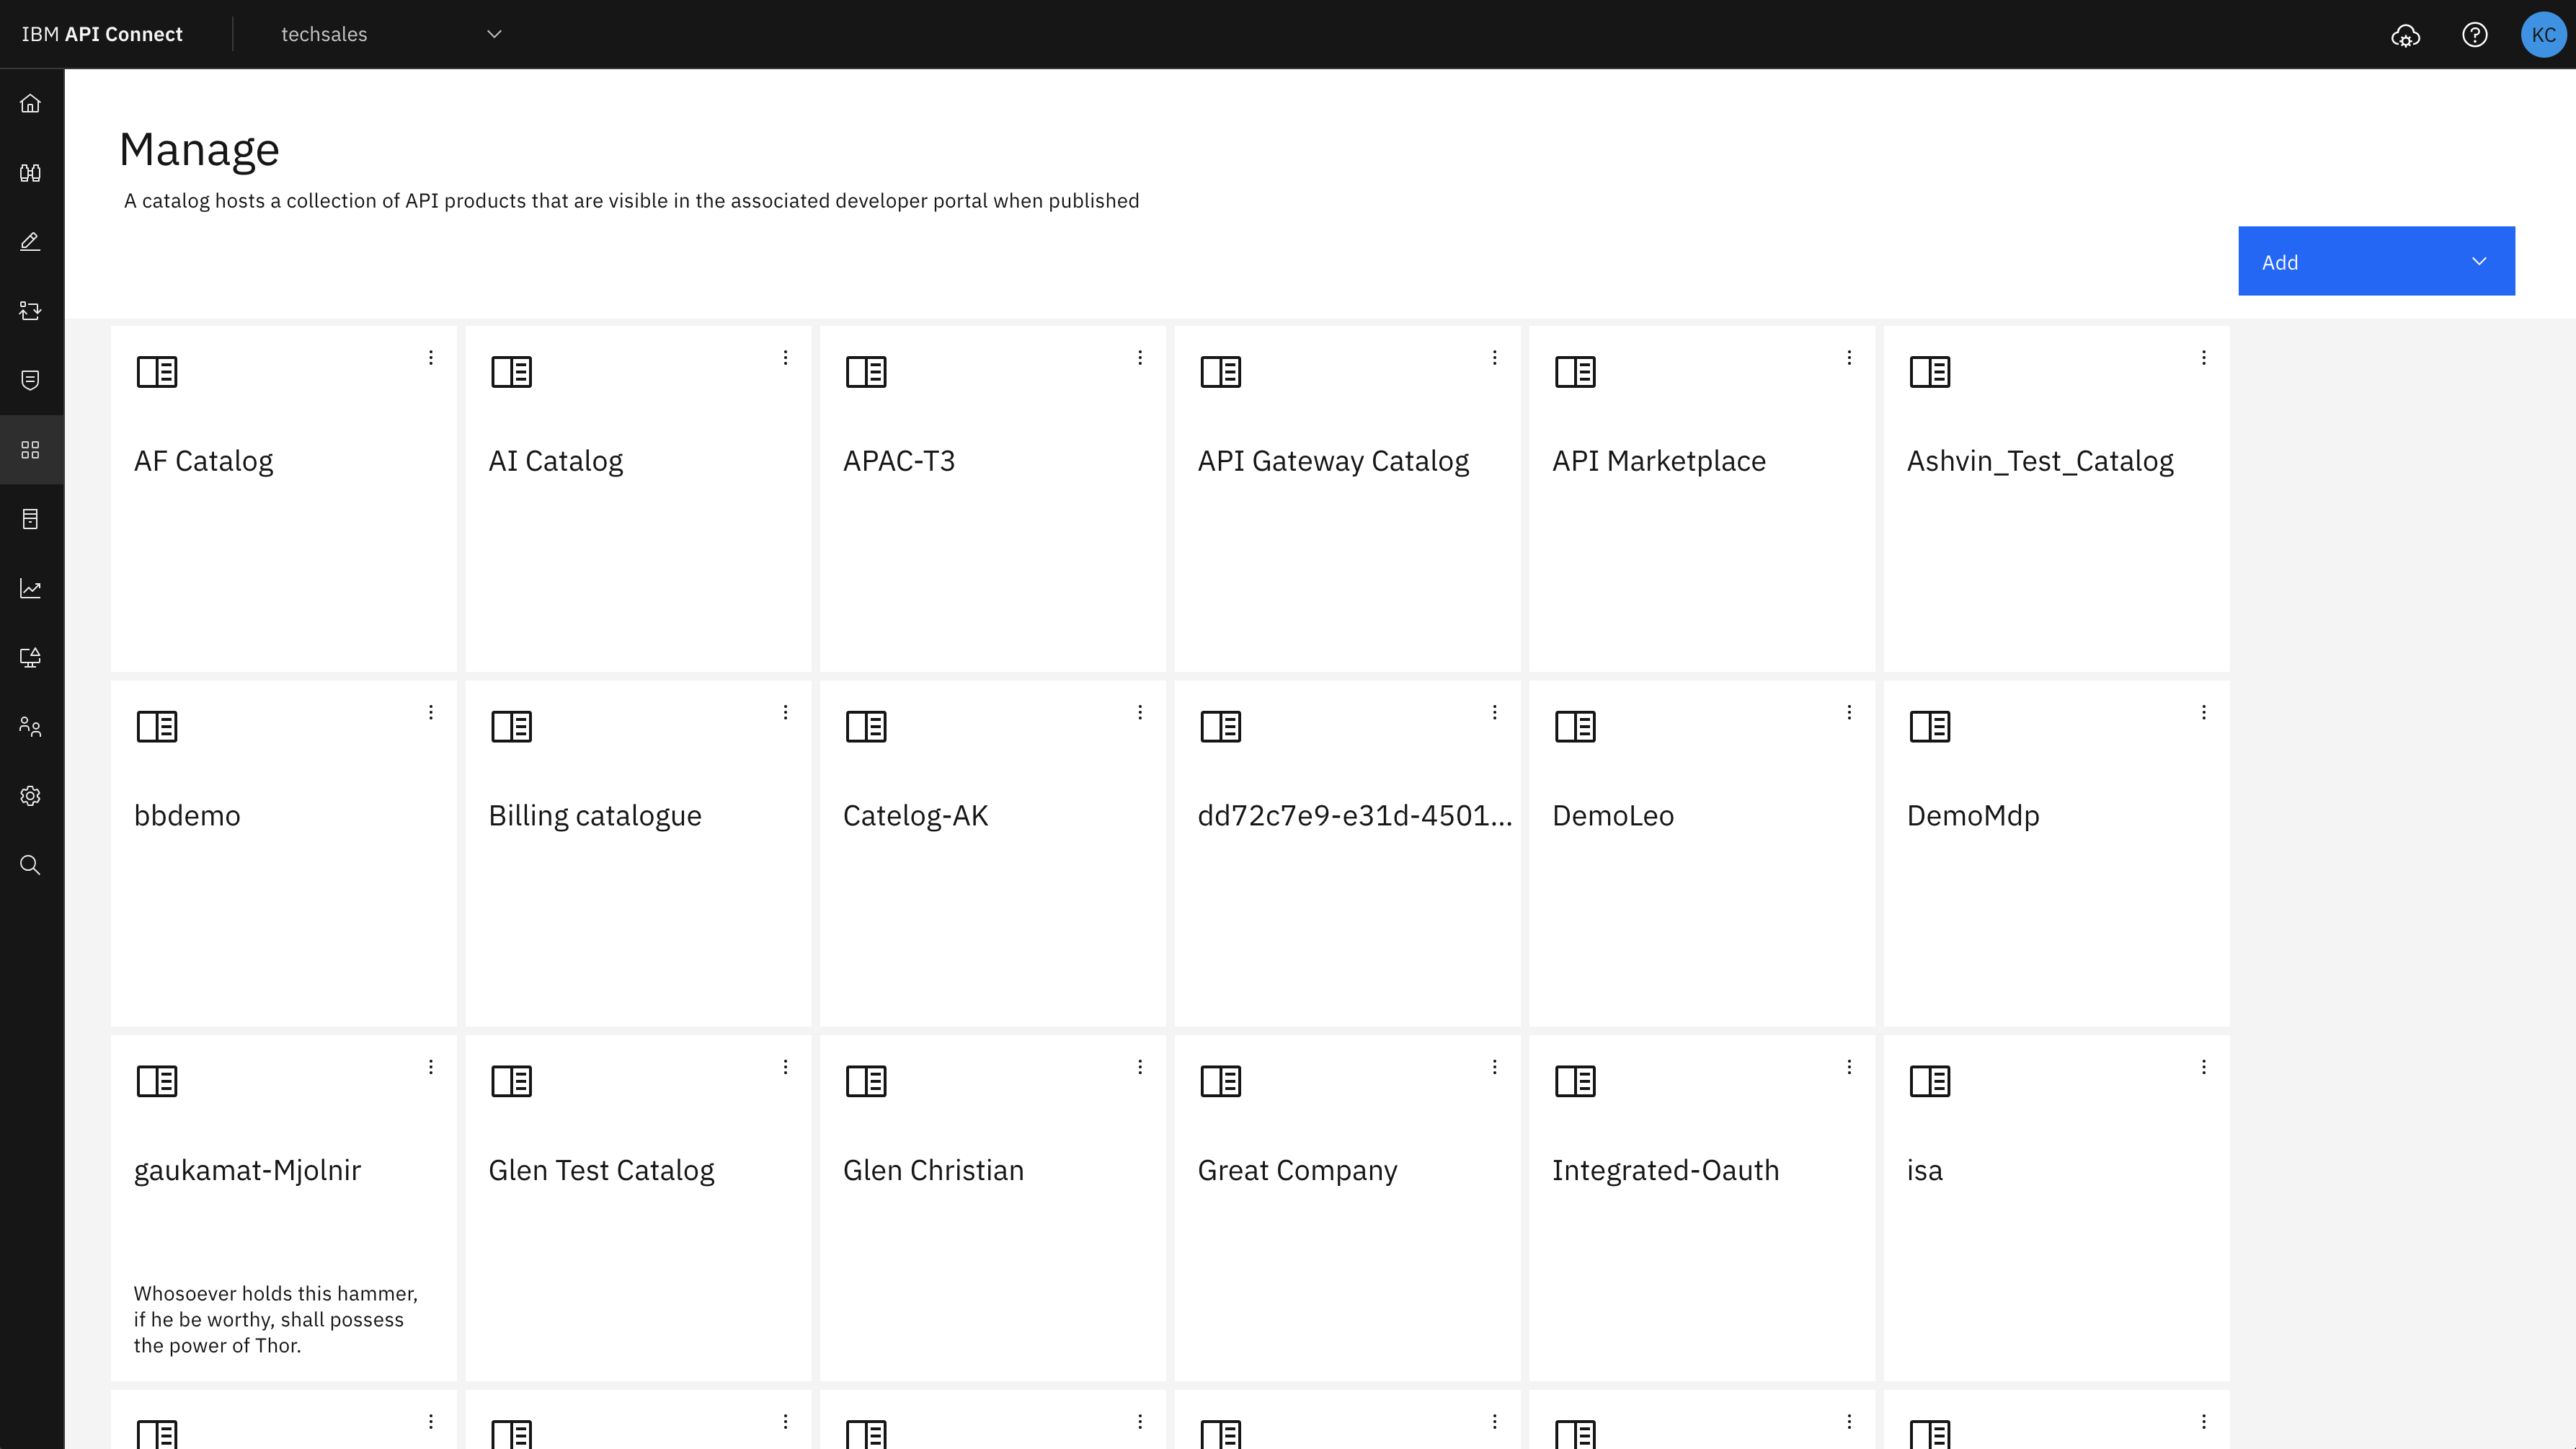 IBM API Connect
techsales
KC
Manage
A catalog hosts a collection of API products that are visible in the associated developer portal when published
Add
AF Catalog
AI Catalog
APAC-T3
API Gateway Catalog
API Marketplace
Ashvin_Test_Catalog
bbdemo
Billing catalogue
Catelog-AK
dd72c7e9-e31d-4501...
DemoLeo
DemoMdp
gaukamat-Mjolnir
Whosoever holds this hammer,
if he be worthy, shall possess
the power of Thor.
Glen Test Catalog
Glen Christian
Great Company
Integrated-Oauth
isa